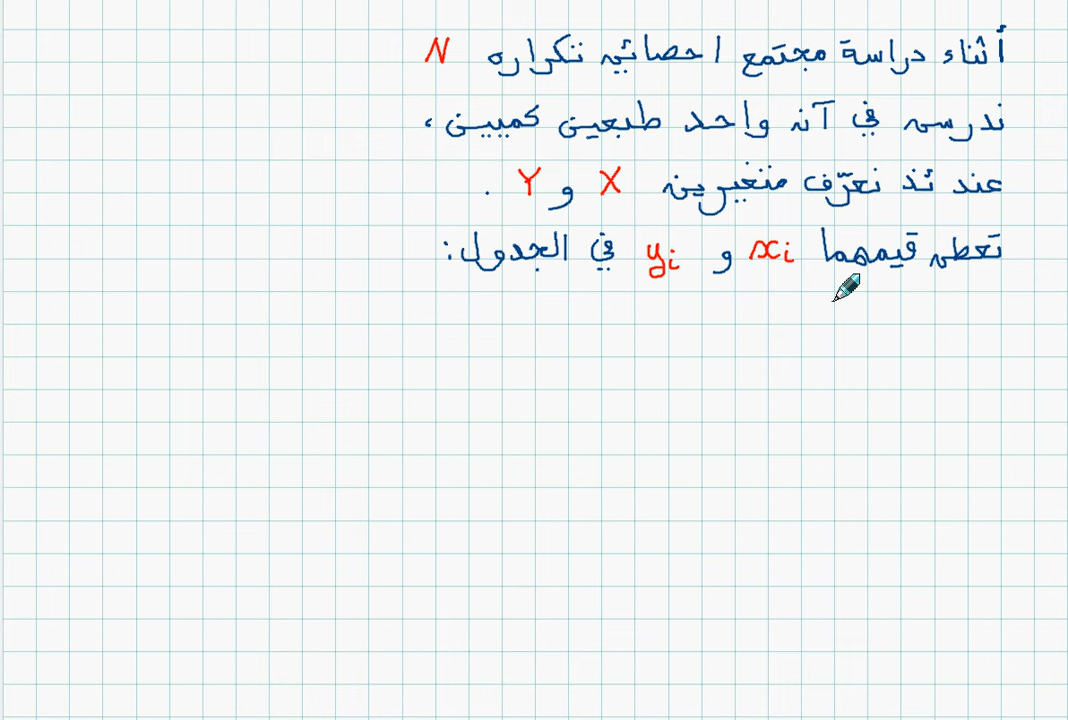 أثناء دراسة مجتمع احصائي تكراره N
ندرس في آن واحد طبعين كميين ،
عند ئذ نعرّف متغيرين X و Y .
تعطى قيمهما xi و yi في الجدول: